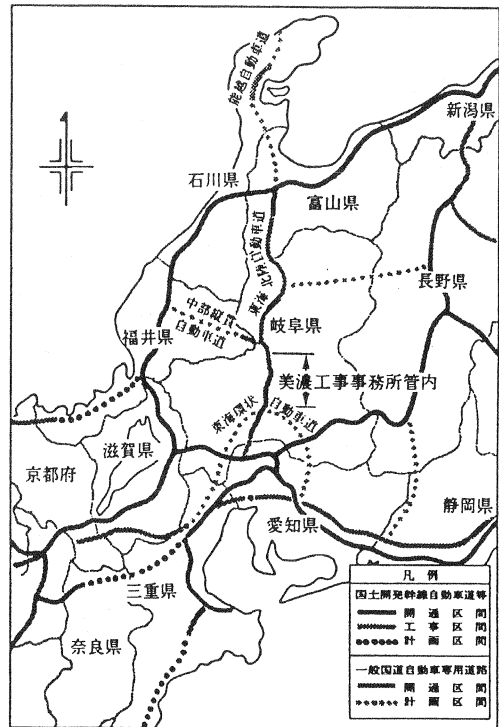 能越自動車道
新潟県
石川県
富山県
東海北陸自動車道
長野県
中部縦貫
自動車道
岐阜県
福井県
美濃工事事務所管内
東海環状
自動車道
滋賀県
京都府
静岡県
愛知県
三重県
奈良県
凡 例
国土開発幹線自動車道等
開通区間
工事区間
計画区間
一般国道自動車専用道路
開通区間
計画区間